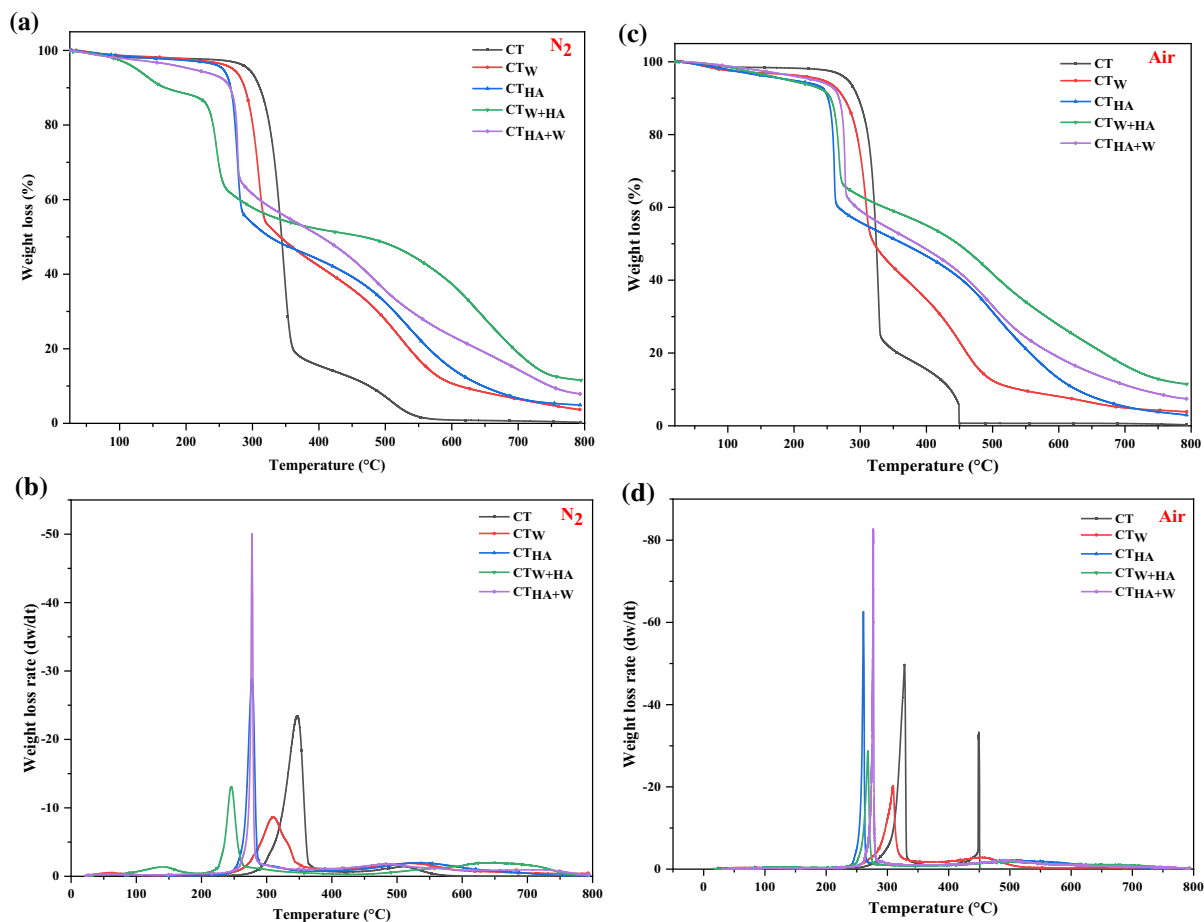 (a)
N2
CT
CTW
CTHA
CTW+HA
CTHA+W
100
80
60
40
20
0
Weight loss (%)
100 200 300 400 500 600 700 800
Temperature (°C)
(c)
Air
CT
CTW
CTHA
CTW+HA
CTHA+W
100
80
60
40
20
0
Weight loss (%)
100 200 300 400 500 600 700 800
Temperature (°C)
(b)
N2
CT
CTW
CTHA
CTW+HA
CTHA+W
-50
-40
-30
-20
-10
0
Weight loss rate (dw/dt)
0 100 200 300 400 500 600 700 800
Temperature (°C)
(d)
Air
CT
CTW
CTHA
CTW+HA
CTHA+W
-80
-60
-40
-20
0
Weight loss rate (dw/dt)
0 100 200 300 400 500 600 700 800
Temperature (°C)